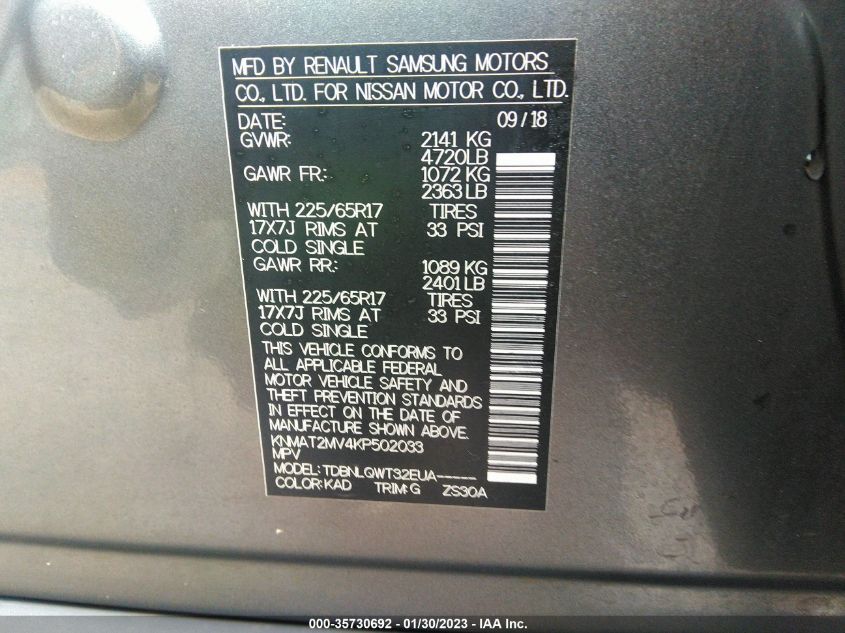 MFD BY RENAULT SAMSUNG MOTORS
CO., LTD. FOR NISSAN MOTOR CO., LTD.
DATE: 09/18
GVWR: 2141 KG
4720LB
GAWR FR: 1072 KG
2363LB
WITH 225/65R17 TIRES
17X7J RIMS AT 33 PSI
COLD SINGLE
GAWR RR: 1089 KG
2401LB
WITH 225/65R17 TIRES
17X7J RIMS AT 33 PSI
COLD SINGLE
THIS VEHICLE CONFORMS TO
ALL APPLICABLE FEDERAL
MOTOR VEHICLE SAFETY AND
THEFT PREVENTION STANDARDS
IN EFFECT ON THE DATE OF
MANUFACTURE SHOWN ABOVE.
KNMAT2MV4KP502033
MPV
MODEL: TDBNLQWT32EUA-----
COLOR: KAD TRIM: G ZS30A
000-35730692 - 01/30/2023 - IAA Inc.